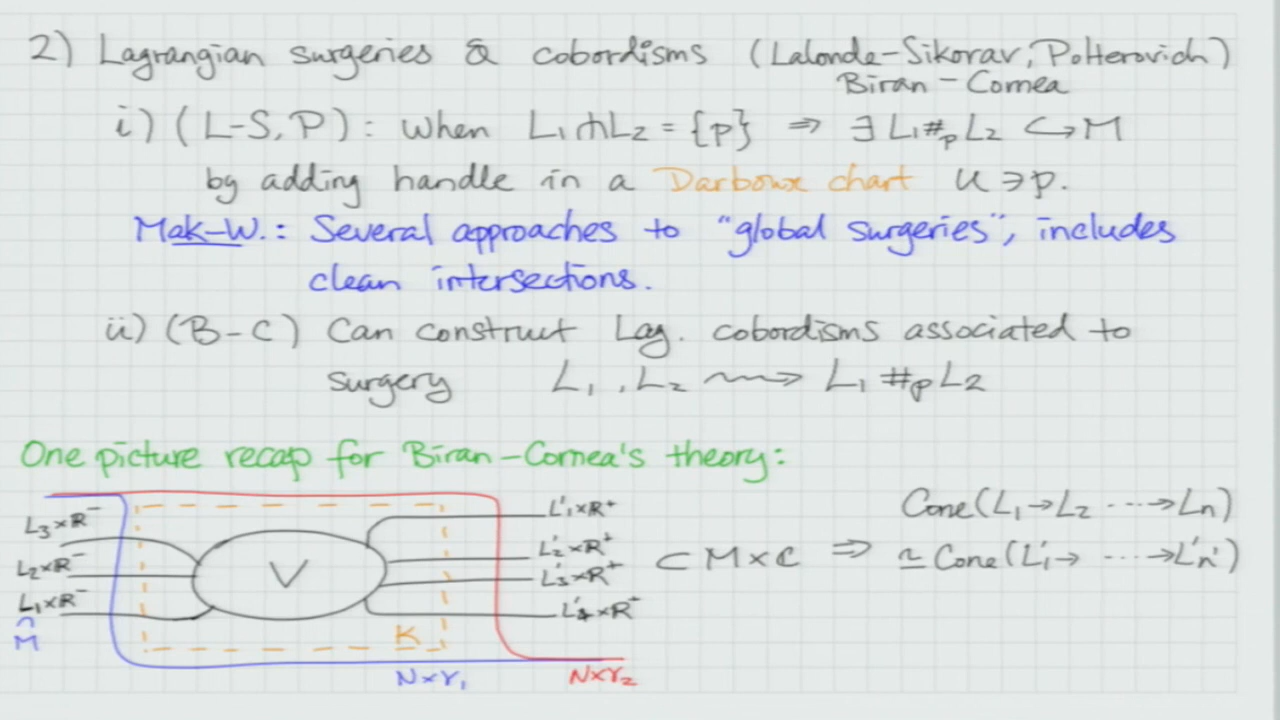 2) Lagrangian surgeries & cobordisms (Lalonde-Sikorav, Polterovich)
Biran-Cornea
i) (L-S, P): When L₁⋔L₂ = {p} ⇒ ∃ L₁#ₚL₂ ↪ M
by adding handle in a Darboux chart U∋p.
Mak-W.: Several approaches to "global surgeries", includes
clean intersections.
ii) (B-C) Can construct Lag. cobordisms associated to
surgery L₁, L₂ ⟿ L₁ #ₚ L₂
One picture recap for Biran-Cornea's theory:
L₃×R⁻
L₂×R⁻
L₁×R⁻
∩
M
V
K
N×γ₁
N×γ₂
L'₁×R⁺
L'₂×R⁺
L'₃×R⁺
L'₄×R⁺
⊂ M×C ⇒
Cone(L₁→L₂ ⋯→Lₙ)
≃ Cone(L'₁→ ⋯→L'ₙ')